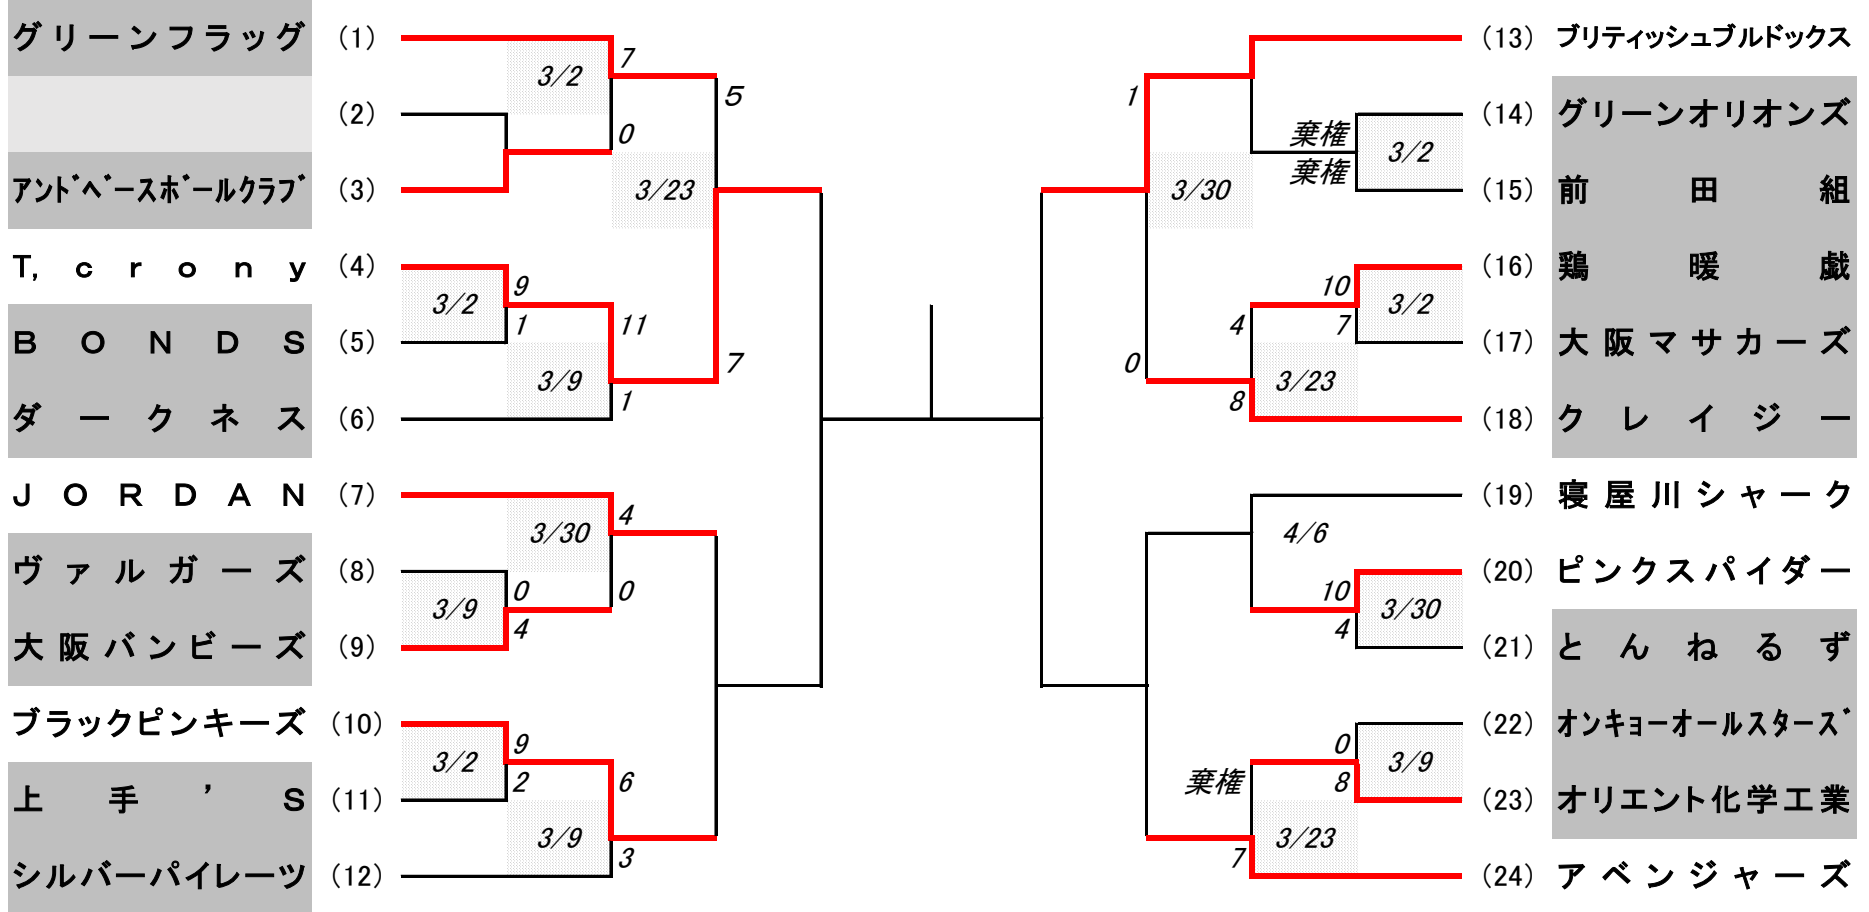 グリーンフラッグ (1)
7
3/2
5
(2)
0
アンドベースボールクラブ (3)
3/23
T,crony (4)
9
3/2
1
11
BONDS (5)
7
3/9
1
ダークネス (6)
JORDAN (7)
4
3/30
ヴァルガーズ (8)
0
0
3/9
4
大阪バンビーズ (9)
ブラックピンキーズ (10)
9
3/2
2
6
上手’S (11)
3/9
3
シルバーパイレーツ (12)
(13) ブリティッシュブルドックス
1
(14) グリーンオリオンズ
棄権
3/2
棄権
3/30
(15) 前田組
(16) 鶏暖戯
10
3/2
4
7
(17) 大阪マサカーズ
0
3/23
8
(18) クレイジー
(19) 寝屋川シャーク
4/6
(20) ピンクスパイダー
10
3/30
4
(21) とんねるず
(22) オンキョーオールスターズ
0
3/9
棄権
8
(23) オリエント化学工業
3/23
7
(24) アベンジャーズ